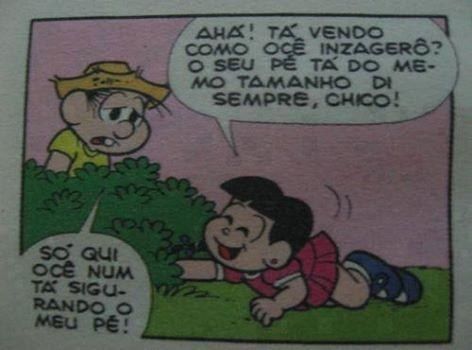 AHÁ! TÁ VENDO
COMO OCÊ INZAGERÔ?
O SEU PÉ TÁ DO ME-
MO TAMANHO DI
SEMPRE, CHICO!
SÓ QUI
OCÊ NUM
TÁ SIGU-
RANDO O
MEU PÉ!